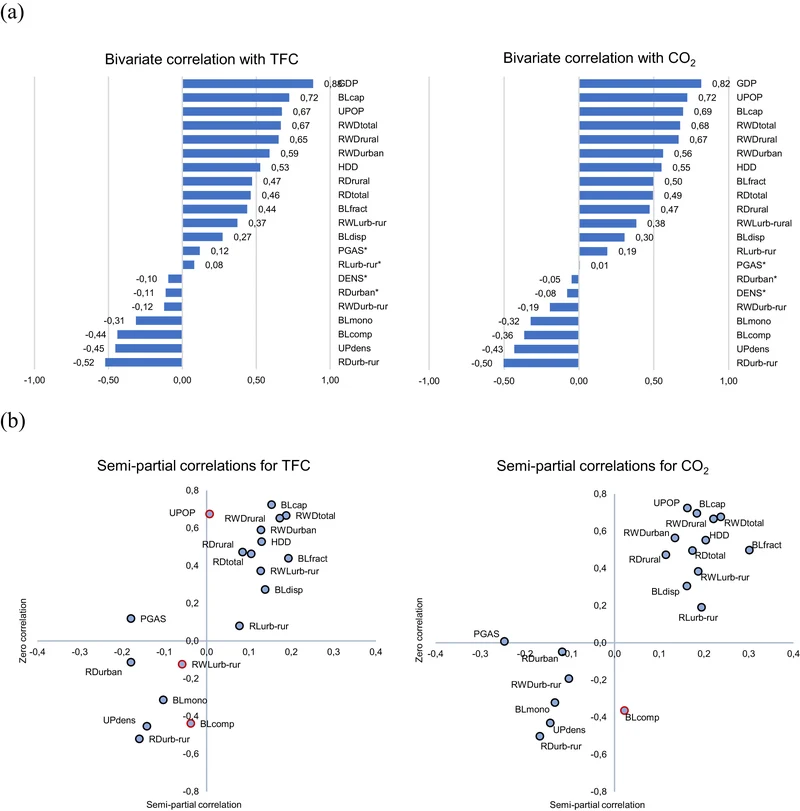 (a)
Bivariate correlation with TFC
0,88 GDP
0,72 BLcap
0,67 UPOP
0,67 RWDtotal
0,65 RWDrural
0,59 RWDurban
0,53 HDD
0,47 RDrural
0,46 RDtotal
0,44 BLfract
0,37 RWLurb-rur
0,27 BLdisp
0,12 PGAS*
0,08 RLurb-rur*
-0,10 DENS*
-0,11 RDurban*
-0,12 RWDurb-rur
-0,31 BLmono
-0,44 BLcomp
-0,45 UPdens
-0,52 RDurb-rur
-1,00 -0,50 0,00 0,50 1,00
Bivariate correlation with CO2
0,82 GDP
0,72 UPOP
0,69 BLcap
0,68 RWDtotal
0,67 RWDrural
0,56 RWDurban
0,55 HDD
0,50 BLfract
0,49 RDtotal
0,47 RDrural
0,38 RWLurb-rural
0,30 BLdisp
0,19 RLurb-rur
0,01 PGAS*
-0,05 RDurban*
-0,08 DENS*
-0,19 RWDurb-rur
-0,32 BLmono
-0,36 BLcomp
-0,43 UPdens
-0,50 RDurb-rur
-1,00 -0,50 0,00 0,50 1,00
(b)
Semi-partial correlations for TFC
0,8
BLcap
UPOP
RWDrural
RWDtotal
0,6
RWDurban
HDD
RDrural
RDtotal
BLfract
0,4
RWLurb-rur
BLdisp
0,2
PGAS
RLurb-rur
0,0
-0,4 -0,3 -0,2 -0,1 0,0 0,1 0,2 0,3 0,4
RWLurb-rur
RDurban
-0,2
BLmono
-0,4
UPdens
BLcomp
RDurb-rur
-0,6
-0,8
Zero correlation
Semi-partial correlation
Semi-partial correlations for CO2
0,8
UPOP
BLcap
RWDrural
RWDtotal
0,6
RWDurban
HDD
BLfract
RDrural
RDtotal
0,4
RWLurb-rur
BLdisp
0,2
RLurb-rur
PGAS
0,0
-0,4 -0,3 -0,2 -0,1 0,0 0,1 0,2 0,3 0,4
RDurban
-0,2
RWDurb-rur
BLmono
-0,4
BLcomp
UPdens
RDurb-rur
-0,6
-0,8
Zero correlation
Semi-partial correlation